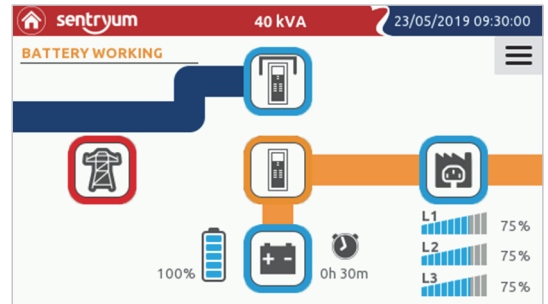 sentryum 40 kVA 23/05/2019 09:30:00
BATTERY WORKING
L1 75%
L2 75%
100% 0h 30m
L3 75%